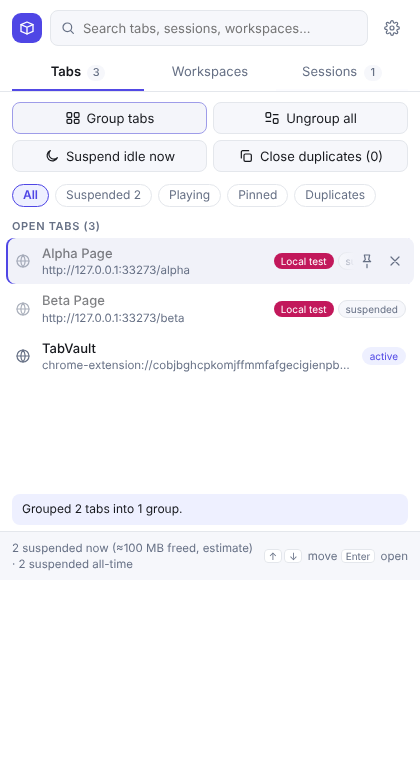 Search tabs, sessions, workspaces...
Tabs 3 Workspaces Sessions 1
Group tabs Ungroup all
Suspend idle now Close duplicates (0)
All Suspended 2 Playing Pinned Duplicates
OPEN TABS (3)
Alpha Page
http://127.0.0.1:33273/alpha
Local test
Beta Page
http://127.0.0.1:33273/beta
Local test suspended
TabVault
chrome-extension://cobjbghcpkomjffmmfafgecigienpb...
active
Grouped 2 tabs into 1 group.
2 suspended now (≈100 MB freed, estimate)
· 2 suspended all-time
↑ ↓ move Enter open